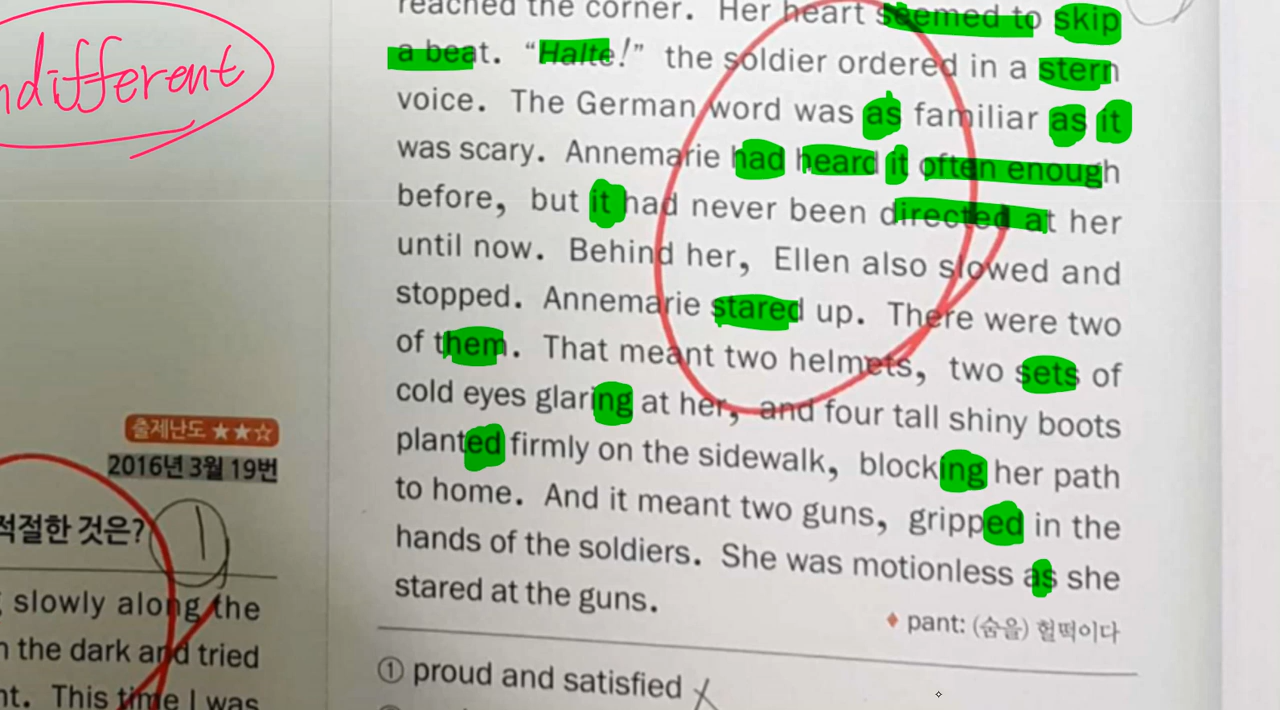 ndifferent
출제난도 ★★☆
2016년 3월 19번
적절한 것은?
1
slowly along the
the dark and tried
nt. This time I was
reached the corner. Her heart seemed to skip
a beat. “Halte!” the soldier ordered in a stern
voice. The German word was as familiar as it
was scary. Annemarie had heard it often enough
before, but it had never been directed at her
until now. Behind her, Ellen also slowed and
stopped. Annemarie stared up. There were two
of them. That meant two helmets, two sets of
cold eyes glaring at her, and four tall shiny boots
planted firmly on the sidewalk, blocking her path
to home. And it meant two guns, gripped in the
hands of the soldiers. She was motionless as she
stared at the guns.
♦ pant: (숨을) 헐떡이다
① proud and satisfied